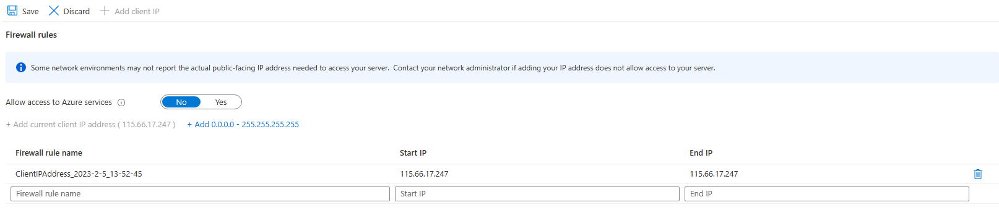 Save Discard Add client IP
Firewall rules
Some network environments may not report the actual public-facing IP address needed to access your server. Contact your network administrator if adding your IP address does not allow access to your server.
Allow access to Azure services No Yes
+ Add current client IP address ( 115.66.17.247 ) + Add 0.0.0.0 - 255.255.255.255
Firewall rule name Start IP End IP
ClientIPAddress_2023-2-5_13-52-45 115.66.17.247 115.66.17.247
Firewall rule name Start IP End IP